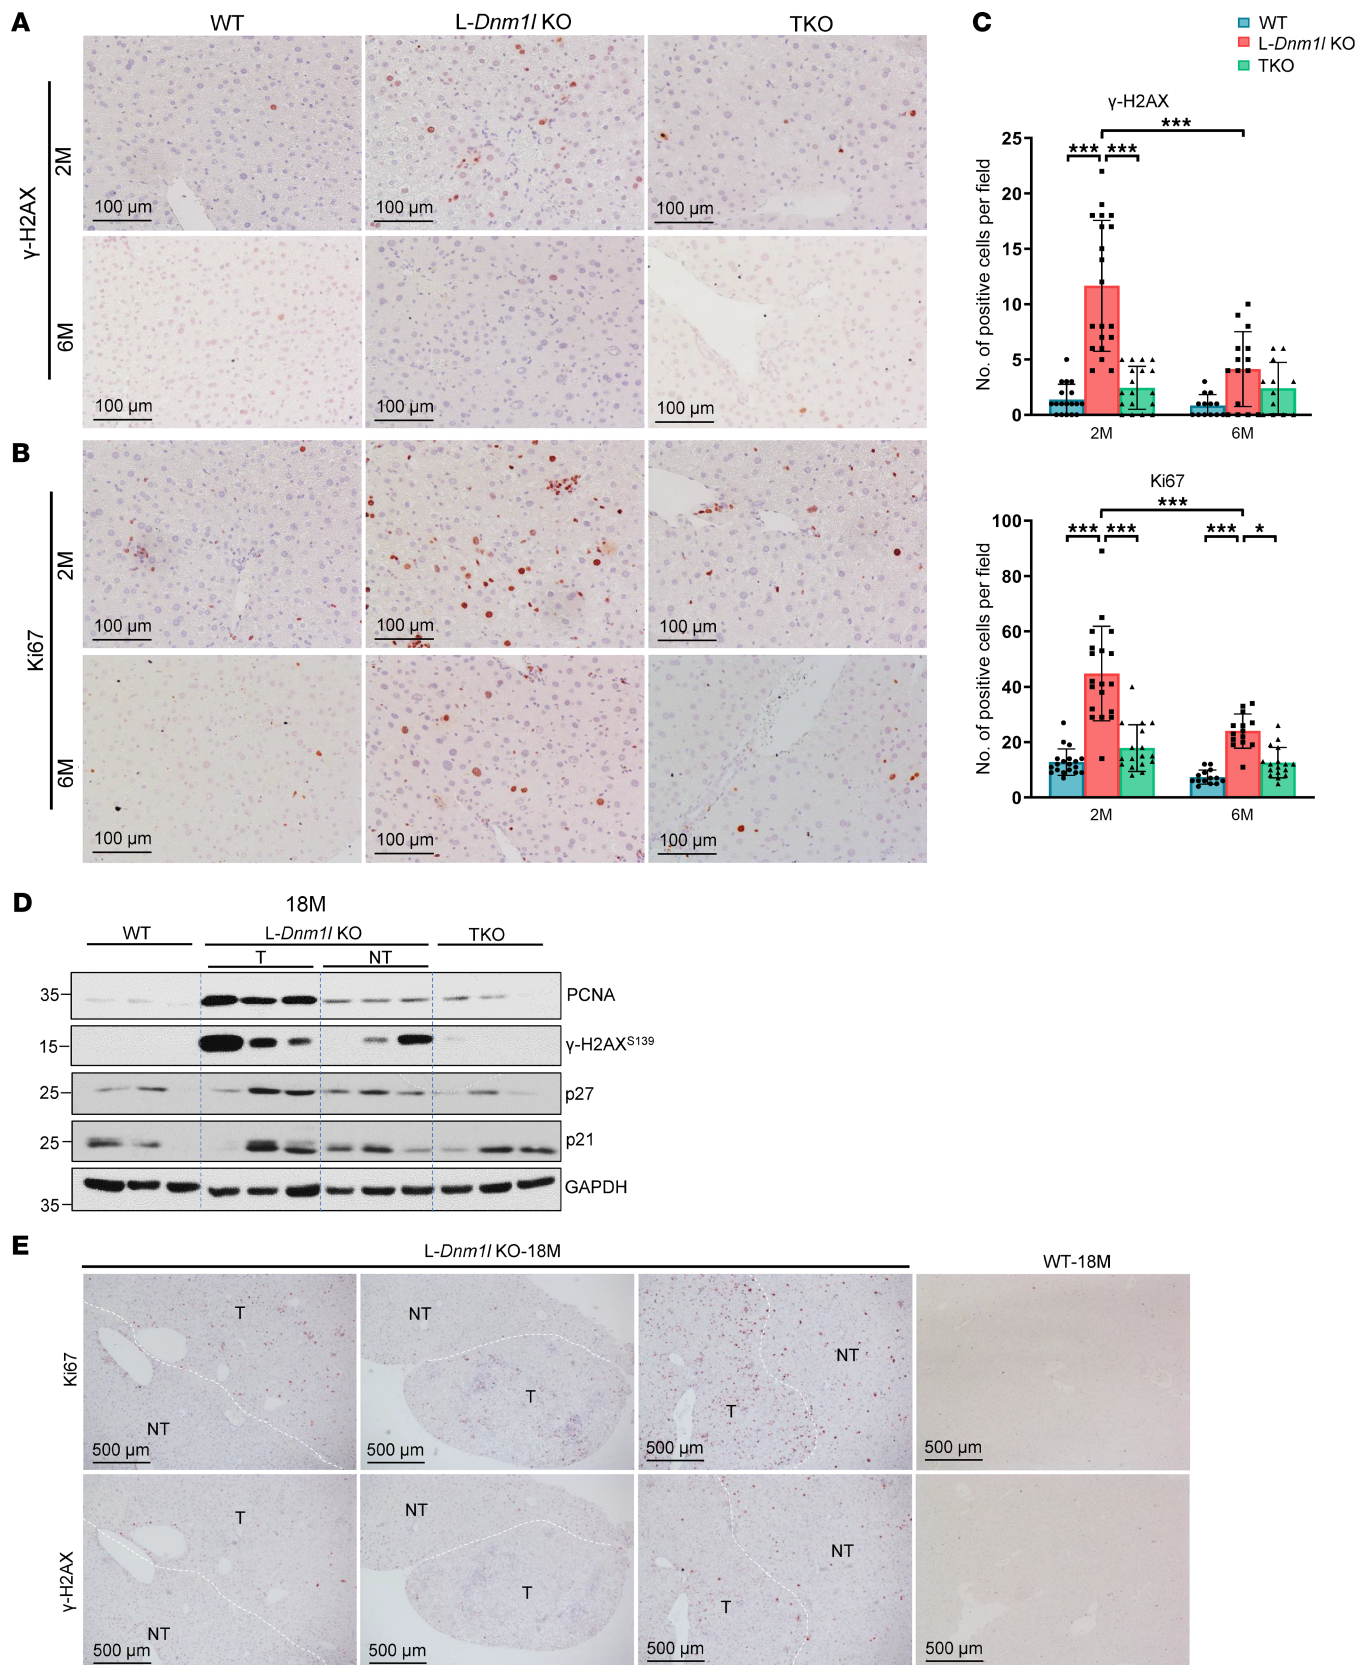 A
WT
L-Dnm1l KO
TKO
γ-H2AX
2M
100 µm
100 µm
100 µm
6M
100 µm
100 µm
100 µm
B
Ki67
2M
100 µm
100 µm
100 µm
6M
100 µm
100 µm
100 µm
C
WT
L-Dnm1l KO
TKO
γ-H2AX
No. of positive cells per field
25
20
15
10
5
0
***
***
***
2M
6M
Ki67
No. of positive cells per field
100
80
60
40
20
0
***
***
***
***
*
2M
6M
D
18M
WT
L-Dnm1l KO
TKO
T
NT
35
PCNA
15
γ-H2AXS139
25
p27
25
p21
GAPDH
35
E
L-Dnm1l KO-18M
WT-18M
Ki67
T
NT
500 µm
NT
T
500 µm
NT
T
500 µm
500 µm
γ-H2AX
T
NT
500 µm
NT
T
500 µm
NT
T
500 µm
500 µm